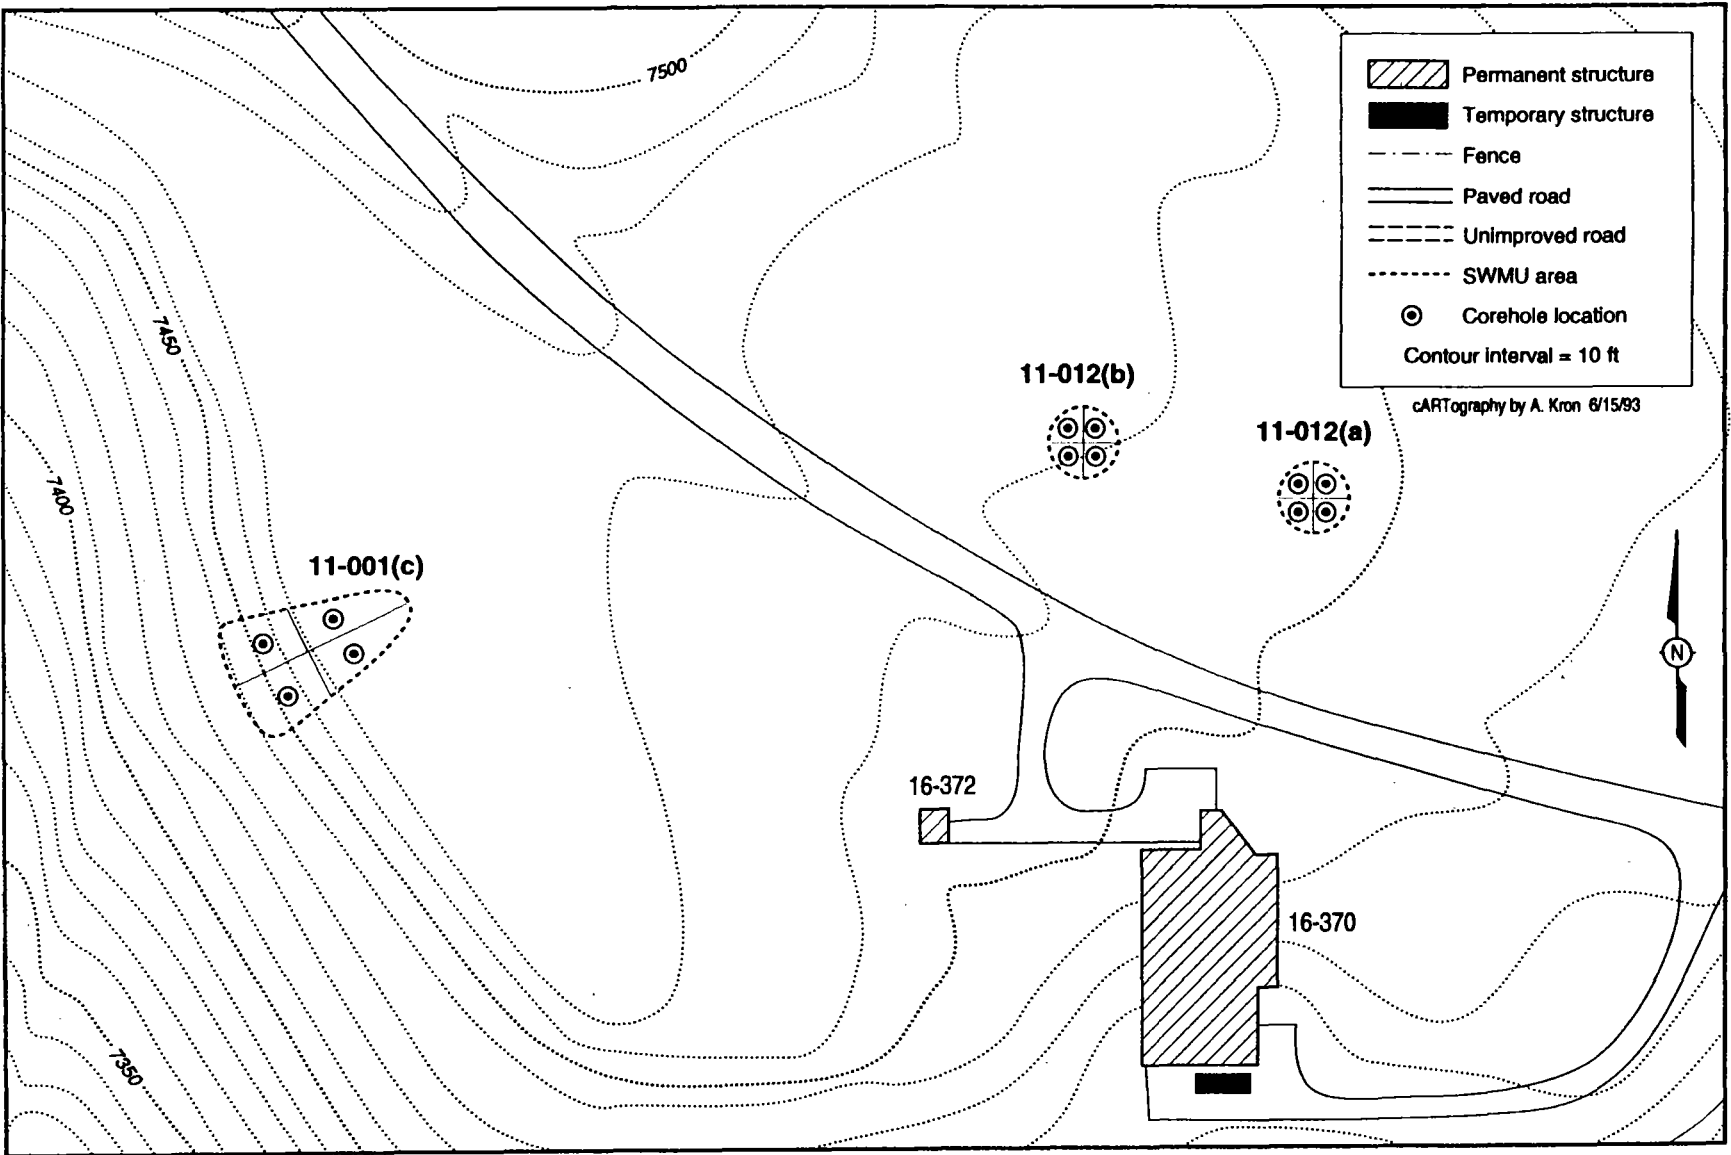 7500
Permanent structure
Temporary structure
Fence
Paved road
Unimproved road
SWMU area
Corehole location
Contour interval = 10 ft
cARTography by A. Kron 6/15/93
7450
11-012(b)
11-012(a)
7400
11-001(c)
N
16-372
16-370
7350